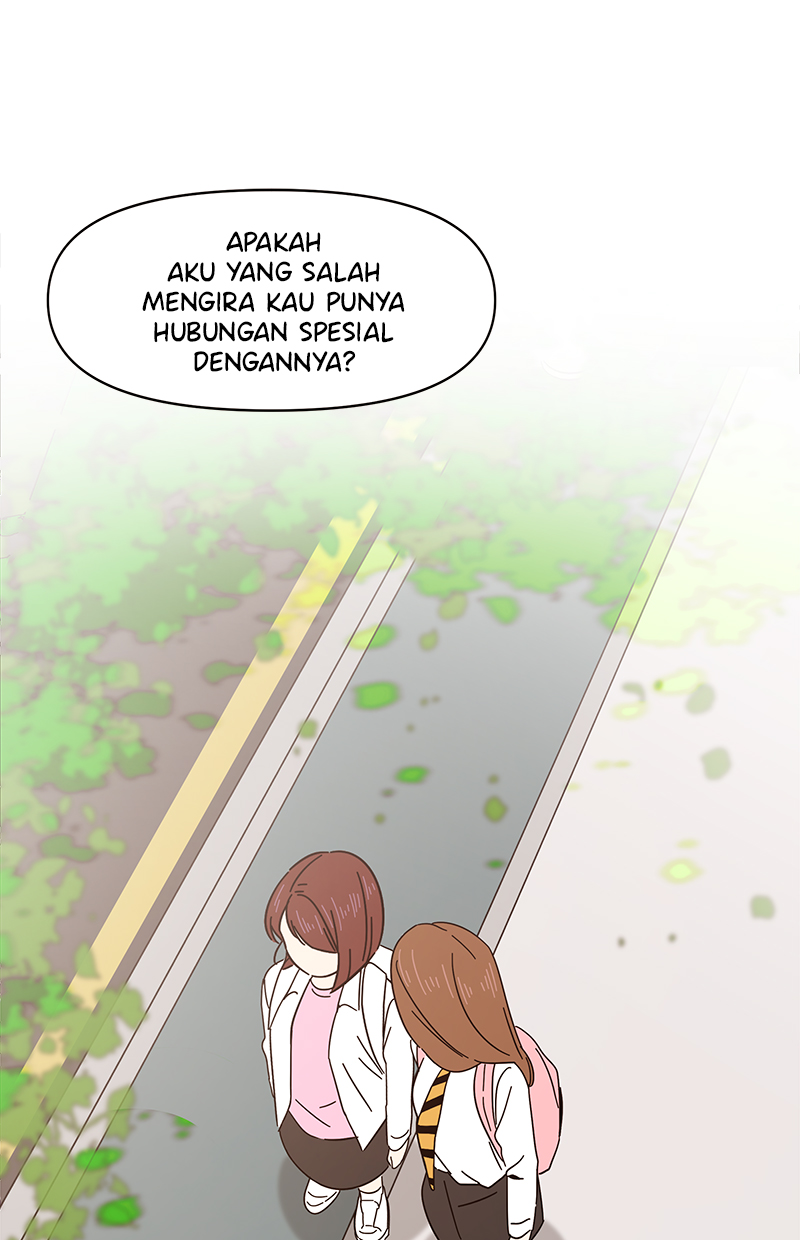 APAKAH
AKU YANG SALAH
MENGIRA KAU PUNYA
HUBUNGAN SPESIAL
DENGANNYA?